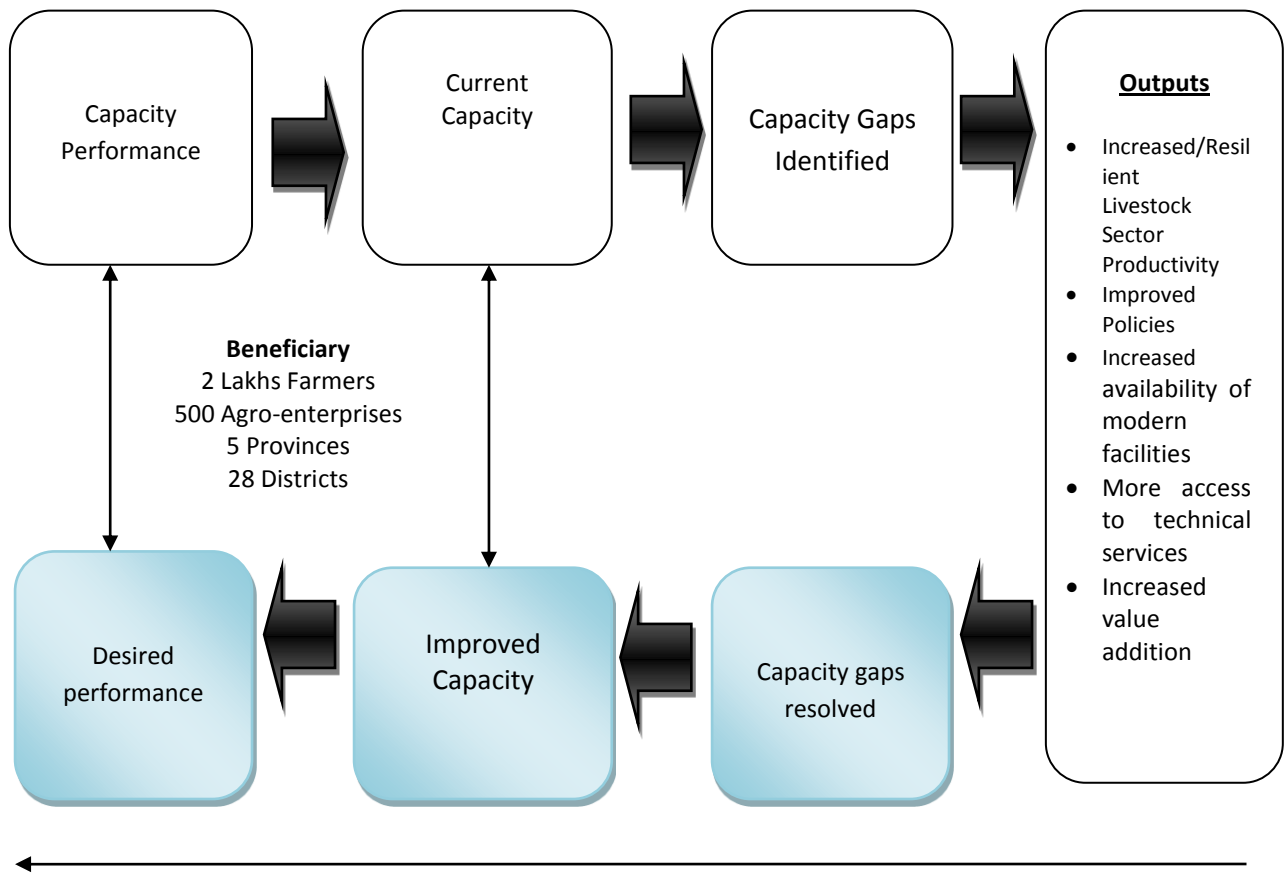 Capacity
Performance
Current
Capacity
Capacity Gaps
Identified
Outputs
• Increased/Resil
ient
Livestock
Sector
Productivity
• Improved
Policies
• Increased
availability of
modern
facilities
• More access
to technical
services
• Increased
value
addition
Beneficiary
2 Lakhs Farmers
500 Agro-enterprises
5 Provinces
28 Districts
Desired
performance
Improved
Capacity
Capacity gaps
resolved